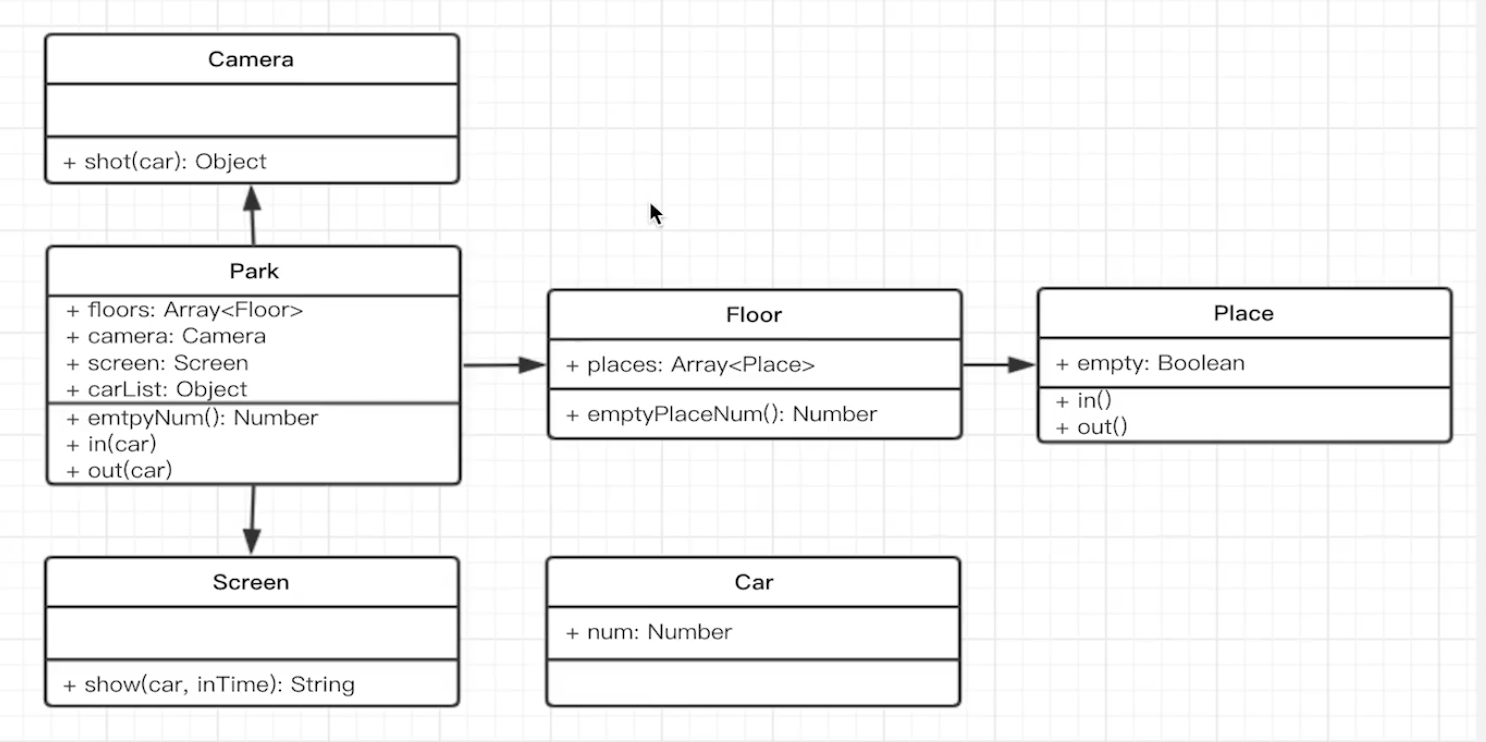 Camera
+ shot(car): Object
Park
+ floors: Array<Floor>
+ camera: Camera
+ screen: Screen
+ carList: Object
+ emtpyNum(): Number
+ in(car)
+ out(car)
Floor
+ places: Array<Place>
+ emptyPlaceNum(): Number
Place
+ empty: Boolean
+ in()
+ out()
Screen
+ show(car, inTime): String
Car
+ num: Number